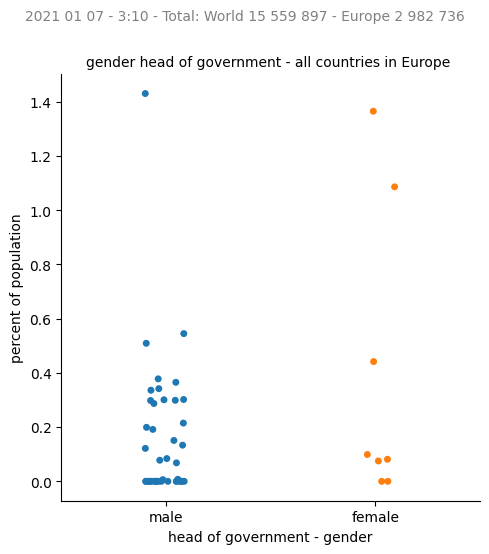 2021 01 07 - 3:10 - Total: World 15 559 897 - Europe 2 982 736
gender head of government - all countries in Europe
1.4
1.2
1.0
0.8
0.6
0.4
0.2
0.0
percent of population
male female
head of government - gender